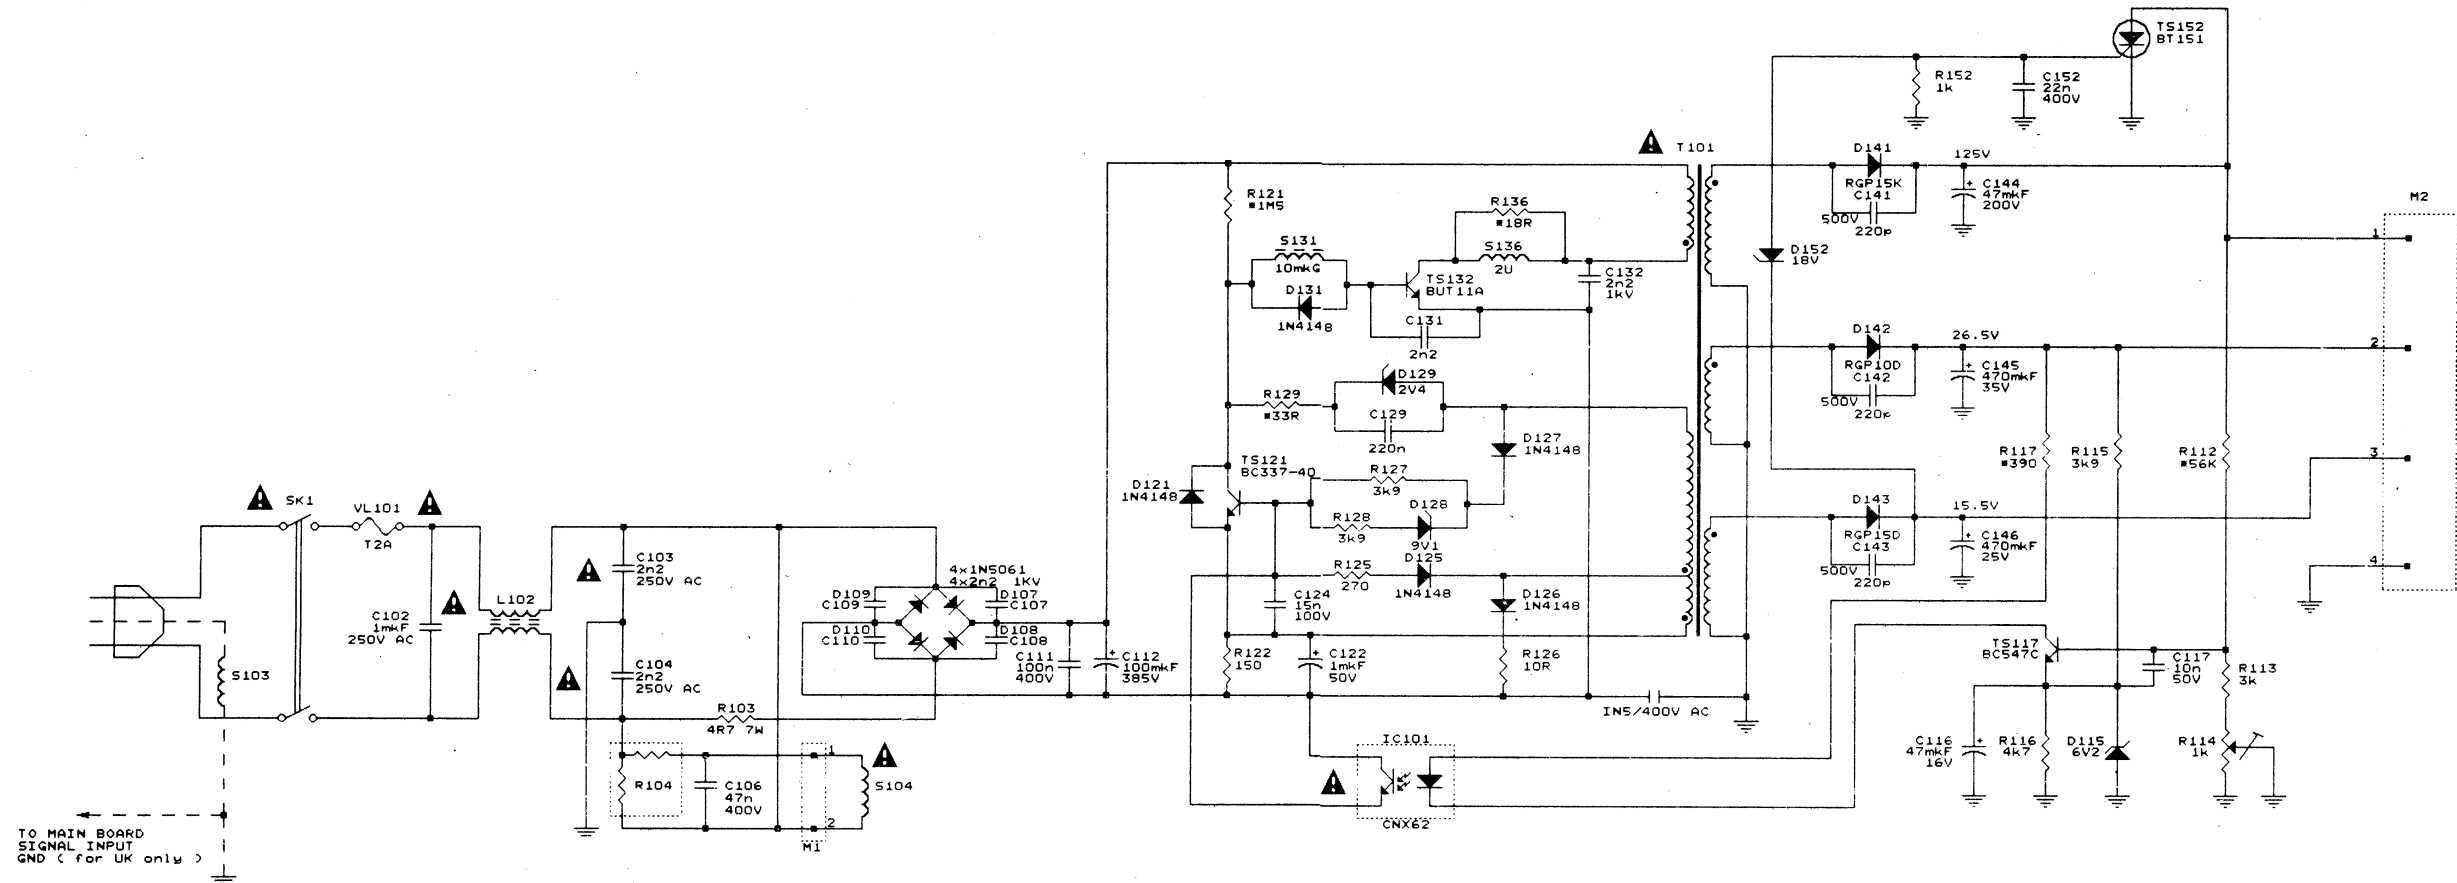 TS152
BT151
R152
1k
C152
22n
400V
T101
D141
RGP15K
C141
500V
220p
125V
C144
47mkF
200V
M2
R121
*1M5
R136
*18R
S131
10mkG
S136
2U
D131
1N4148
TS132
BUT11A
C132
2n2
1kV
C131
2n2
D152
18V
1
D142
RGP10D
C142
500V
220p
26.5V
C145
470mkF
35V
2
D129
2V4
R129
*33R
C129
220n
D127
1N4148
TS121
BC337-40
R127
3k9
D121
1N4148
D128
9V1
R128
3k9
R117
*390
R115
3k9
R112
*56K
3
D143
RGP15D
C143
500V
220p
15.5V
C146
470mkF
25V
4
SK1
VL101
T2A
C103
2n2
250V AC
C102
1mkF
250V AC
L102
4x1N5061
4x2n2 1KV
D109
C109
D107
C107
D110
C110
D108
C108
R125
270
D125
1N4148
C124
15n
100V
D126
1N4148
C104
2n2
250V AC
S103
C111
100n
400V
C112
100mkF
385V
R122
150
C122
1mkF
50V
R126
10R
TS117
BC547C
C117
10n
50V
R113
3k
R103
4R7 7W
IN5/400V AC
M1
1
R104
C106
47n
400V
S104
2
IC101
CNX62
C116
47mkF
16V
R116
4k7
D115
6V2
R114
1k
TO MAIN BOARD
SIGNAL INPUT
GND ( for UK only )